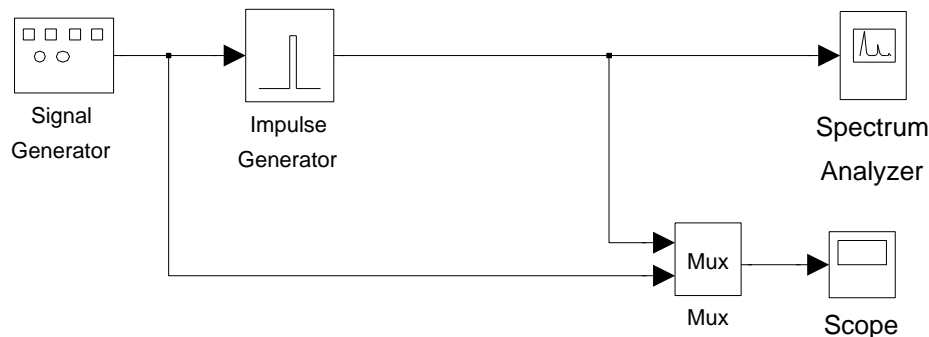 Signal
Generator
Impulse
Generator
Spectrum
Analyzer
Mux
Mux
Scope